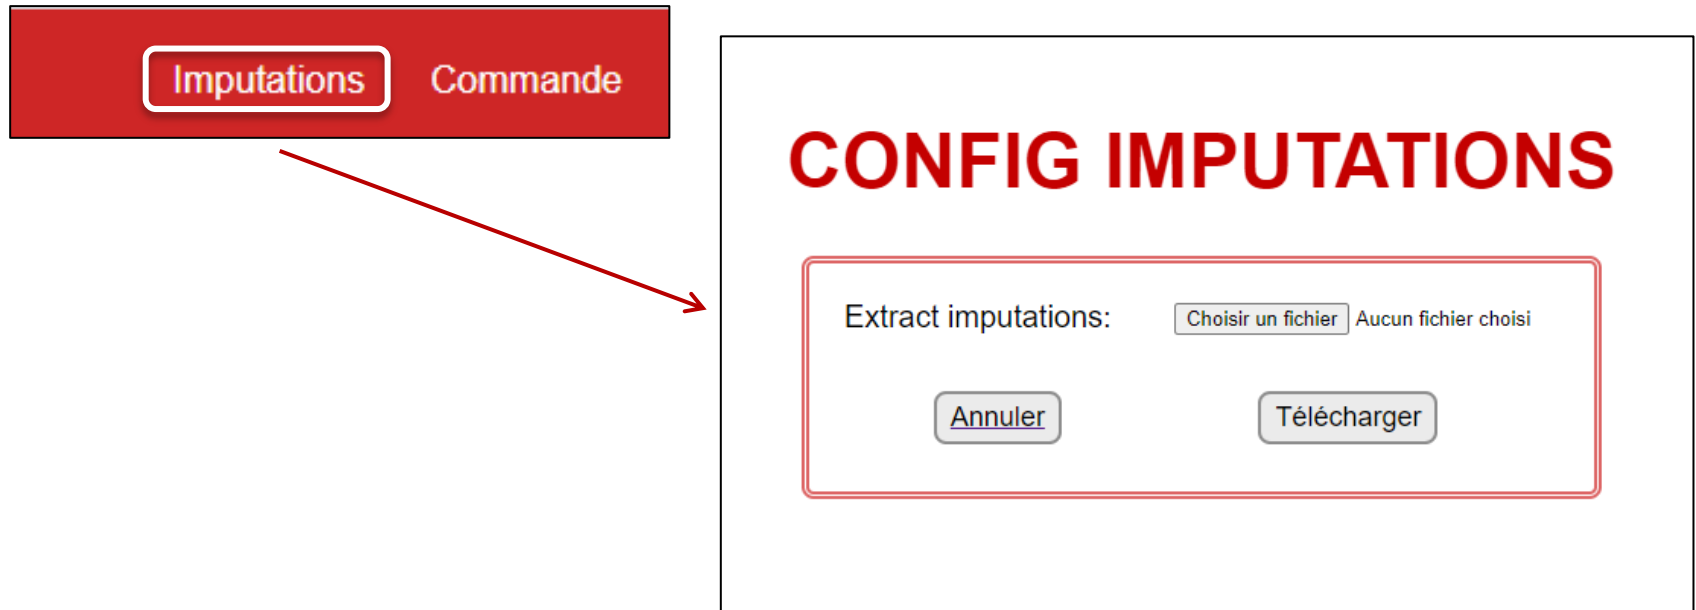 Imputations Commande
CONFIG IMPUTATIONS
Extract imputations: Choisir un fichier Aucun fichier choisi
Annuler Télécharger